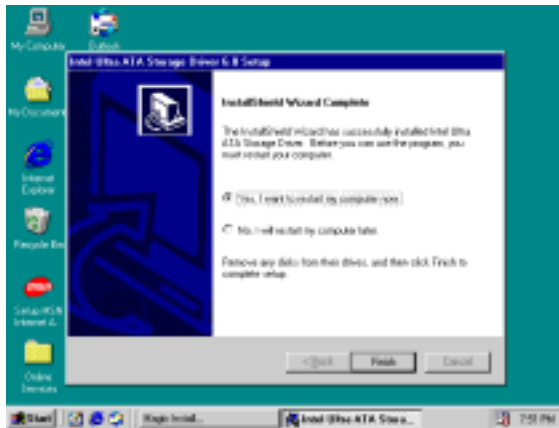 My Computer
Outlook
Intel Ultra ATA Storage Driver 6.0 Setup
InstallShield Wizard Complete
My Documents
The InstallShield Wizard has successfully installed Intel Ultra
ATA Storage Driver. Before you can use the program, you
must restart your computer.
Internet
Explorer
Yes, I want to restart my computer now.
No, I will restart my computer later.
Recycle Bin
Remove any disks from their drives, and then click Finish to
complete setup.
Setup MSN
Internet A...
< Back
Finish
Cancel
Online
Services
Start
Intel Ultra ATA Stora...
7:51 PM